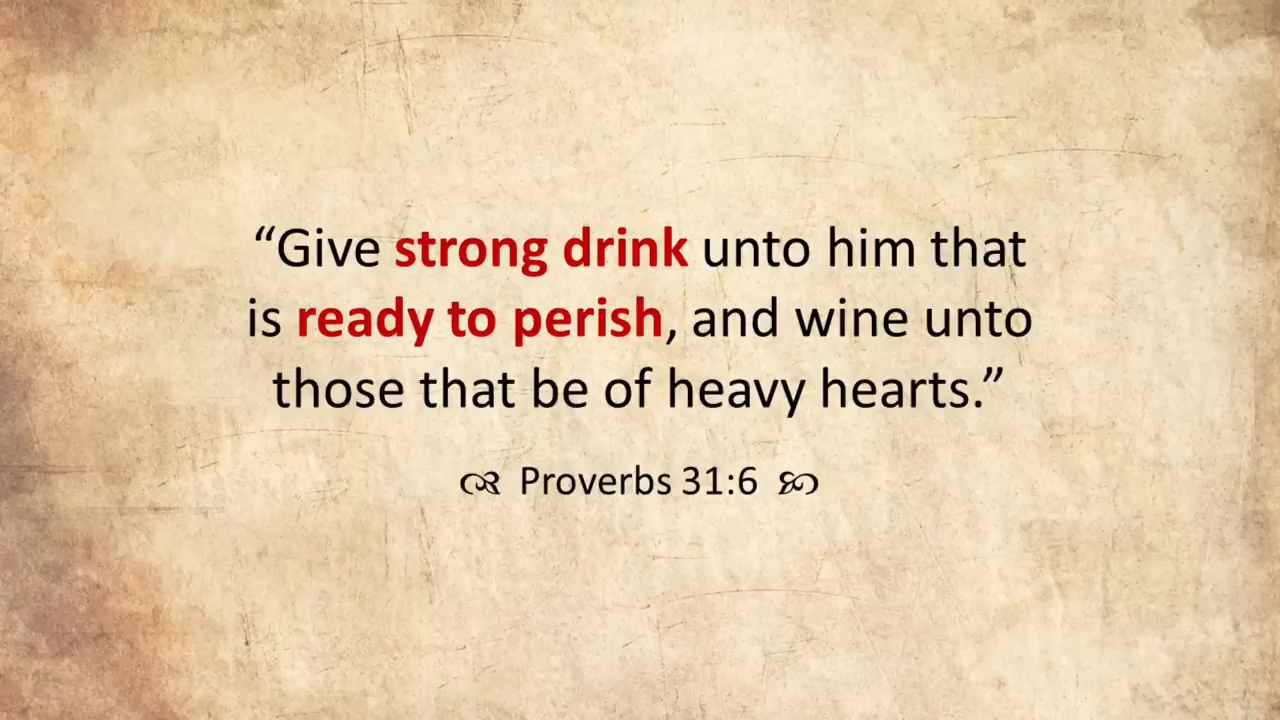 “Give strong drink unto him that
is ready to perish, and wine unto
those that be of heavy hearts.”
Proverbs 31:6